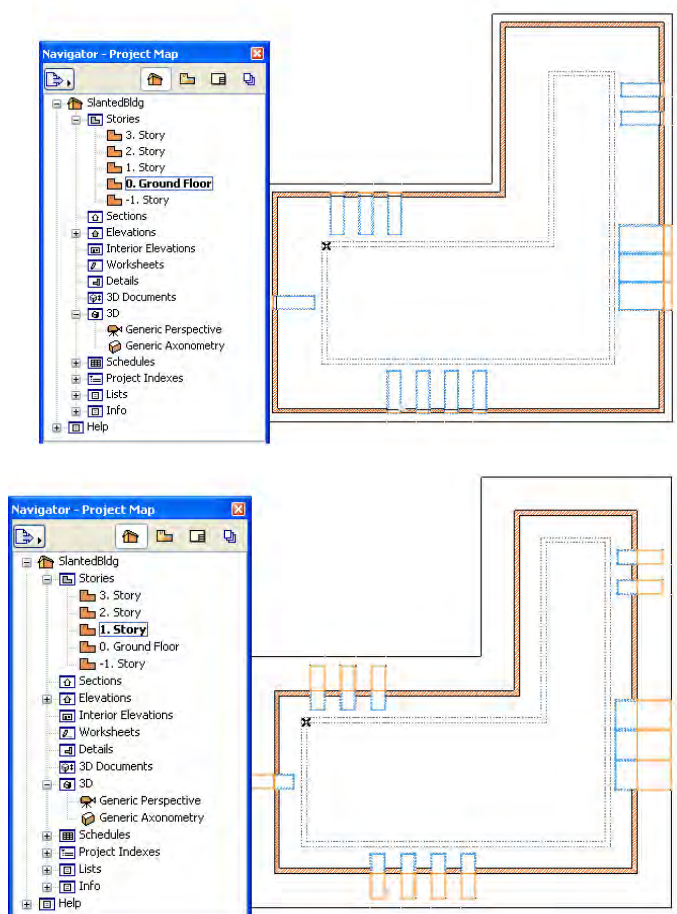 Navigator - Project Map
SlantedBldg
Stories
3. Story
2. Story
1. Story
0. Ground Floor
-1. Story
Sections
Elevations
Interior Elevations
Worksheets
Details
3D Documents
3D
Generic Perspective
Generic Axonometry
Schedules
Project Indexes
Lists
Info
Help
Navigator - Project Map
SlantedBldg
Stories
3. Story
2. Story
1. Story
0. Ground Floor
-1. Story
Sections
Elevations
Interior Elevations
Worksheets
Details
3D Documents
3D
Generic Perspective
Generic Axonometry
Schedules
Project Indexes
Lists
Info
Help